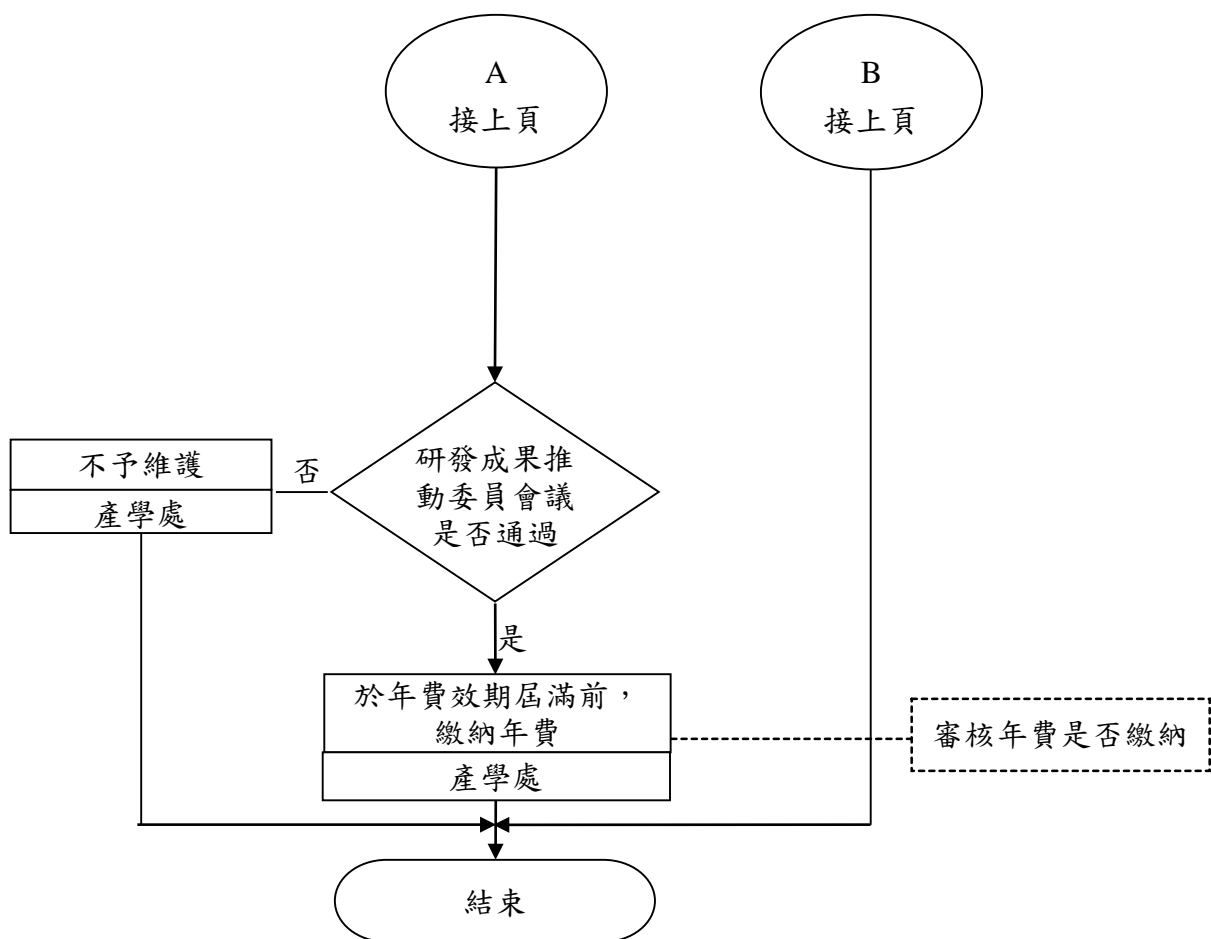 A
接上頁
B
接上頁
研發成果推
動委員會議
是否通過
否
不予維護
產學處
是
於年費效期屆滿前，
繳納年費
產學處
審核年費是否繳納
結束